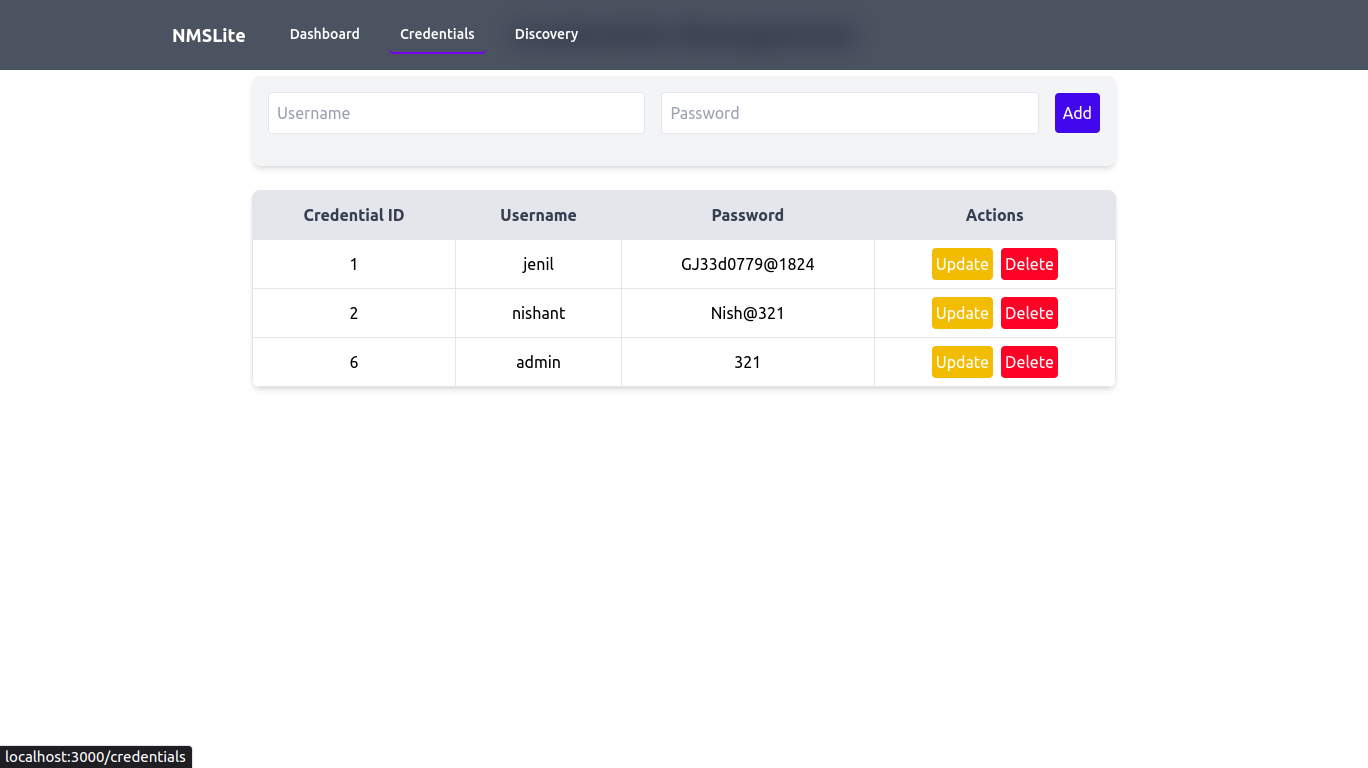 NMSLite Dashboard Credentials Discovery
Username Password Add
Credential ID Username Password Actions
1 jenil GJ33d0779@1824 Update Delete
2 nishant Nish@321 Update Delete
6 admin 321 Update Delete
localhost:3000/credentials